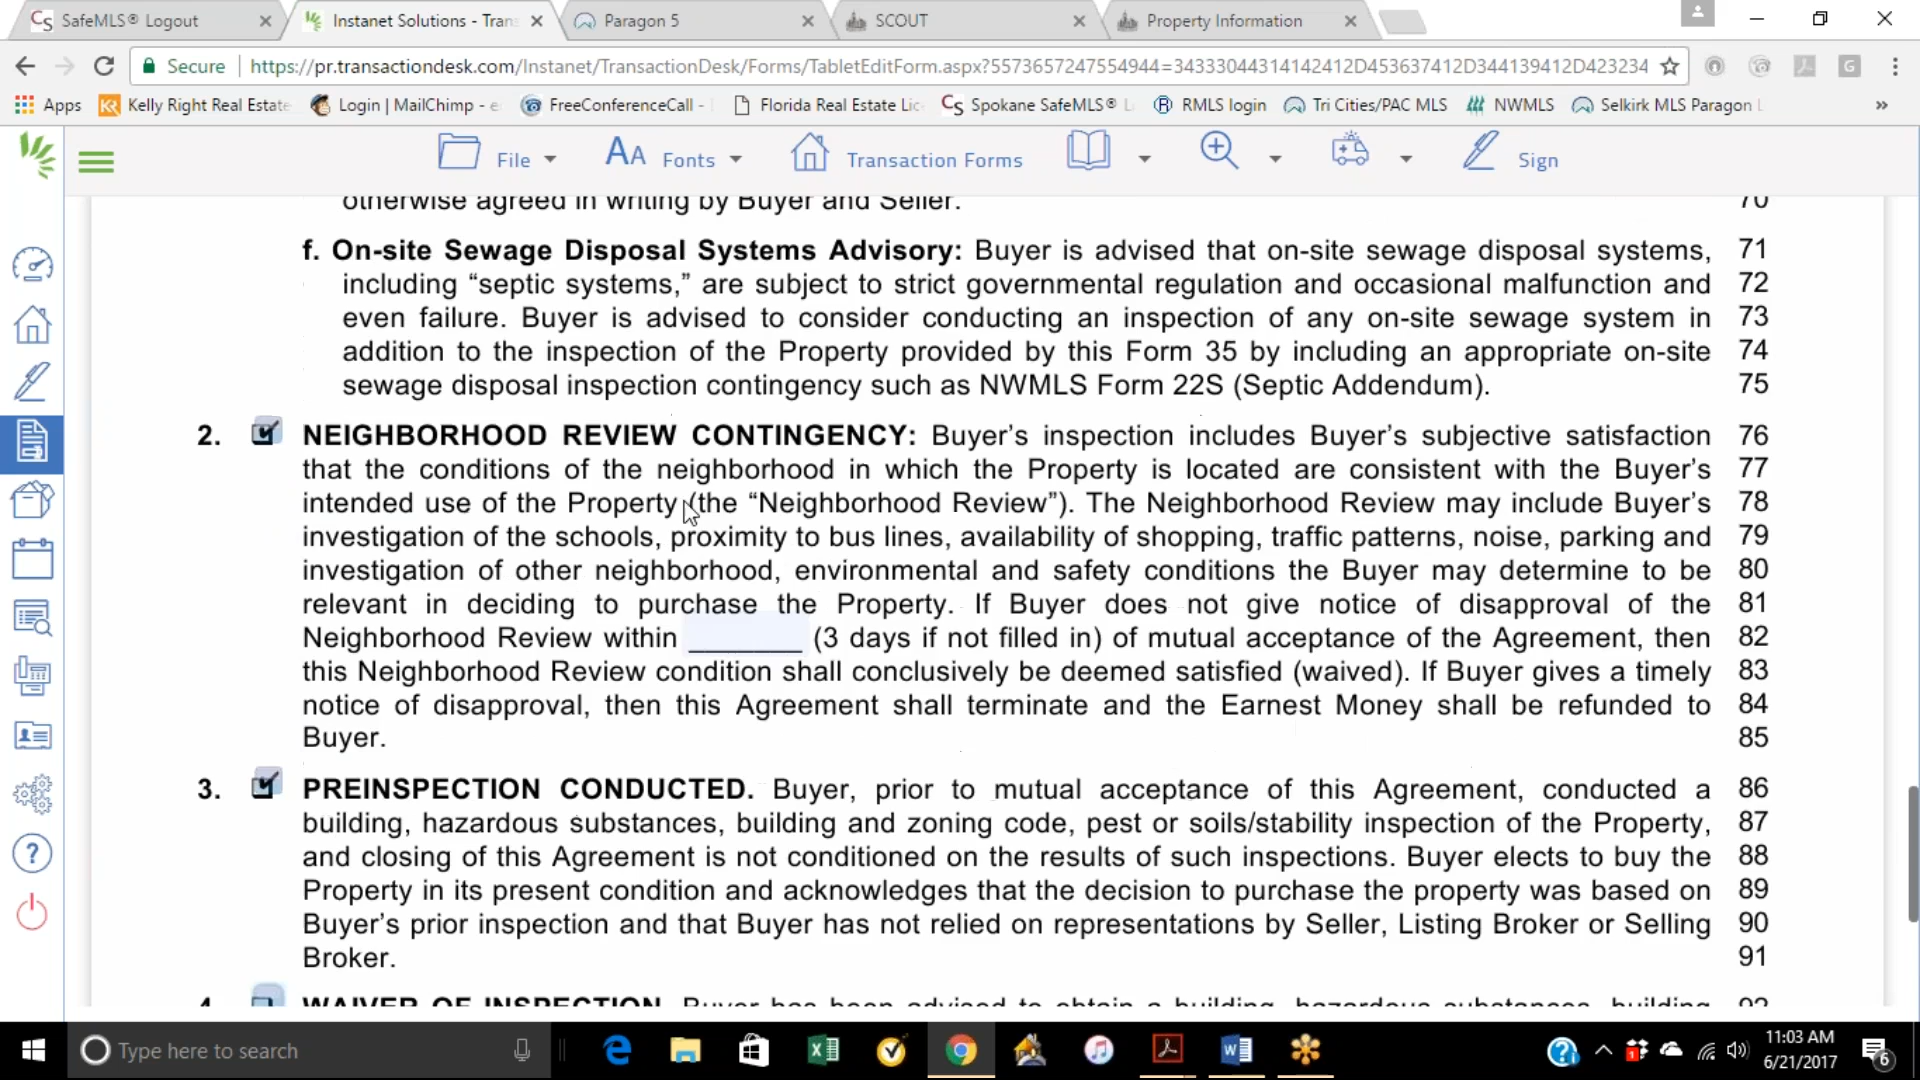 SafeMLS® Logout
Instanet Solutions - Tran
Paragon 5
SCOUT
Property Information
Secure
https://pr.transactiondesk.com/Instanet/TransactionDesk/Forms/TabletEditForm.aspx?5573657247554944=34333044314142412D453637412D344139412D423234
Apps
Kelly Right Real Estate
Login | MailChimp - e
FreeConferenceCall -
Florida Real Estate Lic
Spokane SafeMLS® L
RMLS login
Tri Cities/PAC MLS
NWMLS
Selkirk MLS Paragon
»
File
Fonts
Transaction Forms
Sign
otherwise agreed in writing by Buyer and Seller. 70
f. On-site Sewage Disposal Systems Advisory: Buyer is advised that on-site sewage disposal systems, 71
including “septic systems,” are subject to strict governmental regulation and occasional malfunction and 72
even failure. Buyer is advised to consider conducting an inspection of any on-site sewage system in 73
addition to the inspection of the Property provided by this Form 35 by including an appropriate on-site 74
sewage disposal inspection contingency such as NWMLS Form 22S (Septic Addendum). 75
2. NEIGHBORHOOD REVIEW CONTINGENCY: Buyer’s inspection includes Buyer’s subjective satisfaction 76
that the conditions of the neighborhood in which the Property is located are consistent with the Buyer’s 77
intended use of the Property (the “Neighborhood Review”). The Neighborhood Review may include Buyer’s 78
investigation of the schools, proximity to bus lines, availability of shopping, traffic patterns, noise, parking and 79
investigation of other neighborhood, environmental and safety conditions the Buyer may determine to be 80
relevant in deciding to purchase the Property. If Buyer does not give notice of disapproval of the 81
Neighborhood Review within ________ (3 days if not filled in) of mutual acceptance of the Agreement, then 82
this Neighborhood Review condition shall conclusively be deemed satisfied (waived). If Buyer gives a timely 83
notice of disapproval, then this Agreement shall terminate and the Earnest Money shall be refunded to 84
Buyer. 85
3. PREINSPECTION CONDUCTED. Buyer, prior to mutual acceptance of this Agreement, conducted a 86
building, hazardous substances, building and zoning code, pest or soils/stability inspection of the Property, 87
and closing of this Agreement is not conditioned on the results of such inspections. Buyer elects to buy the 88
Property in its present condition and acknowledges that the decision to purchase the property was based on 89
Buyer’s prior inspection and that Buyer has not relied on representations by Seller, Listing Broker or Selling 90
Broker. 91
4. WAIVER OF INSPECTION. Buyer has been advised to obtain a building, hazardous substances, building 92
Type here to search
11:03 AM
6/21/2017
6